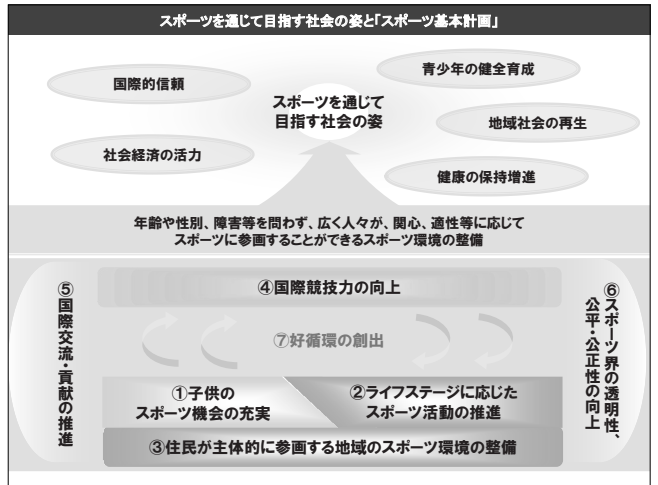 スポーツを通じて目指す社会の姿と「スポーツ基本計画」
国際的信頼
青少年の健全育成
スポーツを通じて
目指す社会の姿
地域社会の再生
社会経済の活力
健康の保持増進
年齢や性別、障害等を問わず、広く人々が、関心、適性等に応じて
スポーツに参画することができるスポーツ環境の整備
⑤国際交流・貢献の推進
④国際競技力の向上
⑥スポーツ界の透明性、
公平・公正性の向上
⑦好循環の創出
①子供の
スポーツ機会の充実
②ライフステージに応じた
スポーツ活動の推進
③住民が主体的に参画する地域のスポーツ環境の整備